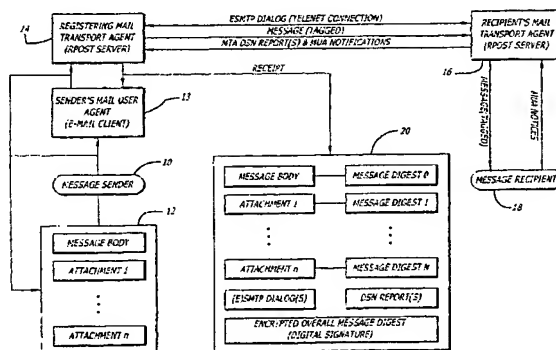 14
REGISTERING MAIL
TRANSPORT AGENT
(RPOST SERVER)
ESMTP DIALOG (TELENET CONNECTION)
MESSAGE (TAGGED)
MTA DSN REPORT(S) & MUA NOTIFICATIONS
RECIPIENT'S MAIL
TRANSPORT AGENT
(RPOST SERVER)
16
RECEIPT
SENDER'S MAIL USER
AGENT
(E-MAIL CLIENT)
13
MESSAGE(TAGGED)
MUA NOTICES
10
MESSAGE SENDER
MESSAGE RECIPIENT
18
12
MESSAGE BODY
ATTACHMENT 1
ATTACHMENT n
20
MESSAGE BODY
MESSAGE DIGEST 0
ATTACHMENT 1
MESSAGE DIGEST 1
ATTACHMENT n
MESSAGE DIGEST N
(E)SMTP DIALOG(S)
DSN REPORT(S)
ENCRYPTED OVERALL MESSAGE DIGEST
(DIGITAL SIGNATURE)